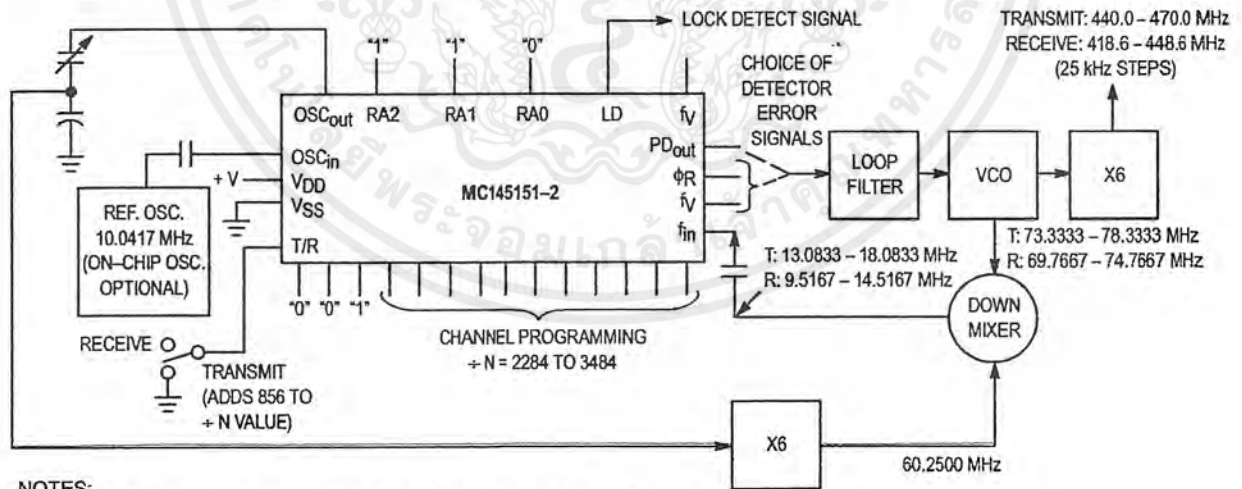 LOCK DETECT SIGNAL
TRANSMIT: 440.0 – 470.0 MHz
RECEIVE: 418.6 – 448.6 MHz
(25 kHz STEPS)
"1"
"1"
"0"
CHOICE OF
DETECTOR
ERROR
SIGNALS
OSCout
RA2
RA1
RA0
LD
fV
OSCin
VDD
VSS
T/R
+ V
MC145151–2
PDout
ϕR
fV
fin
LOOP
FILTER
VCO
X6
REF. OSC.
10.0417 MHz
(ON–CHIP OSC.
OPTIONAL)
T: 13.0833 – 18.0833 MHz
R: 9.5167 – 14.5167 MHz
T: 73.3333 – 78.3333 MHz
R: 69.7667 – 74.7667 MHz
"0" "0" "1"
DOWN
MIXER
CHANNEL PROGRAMMING
÷ N = 2284 TO 3484
RECEIVE
TRANSMIT
(ADDS 856 TO
÷ N VALUE)
X6
60.2500 MHz
NOTES: